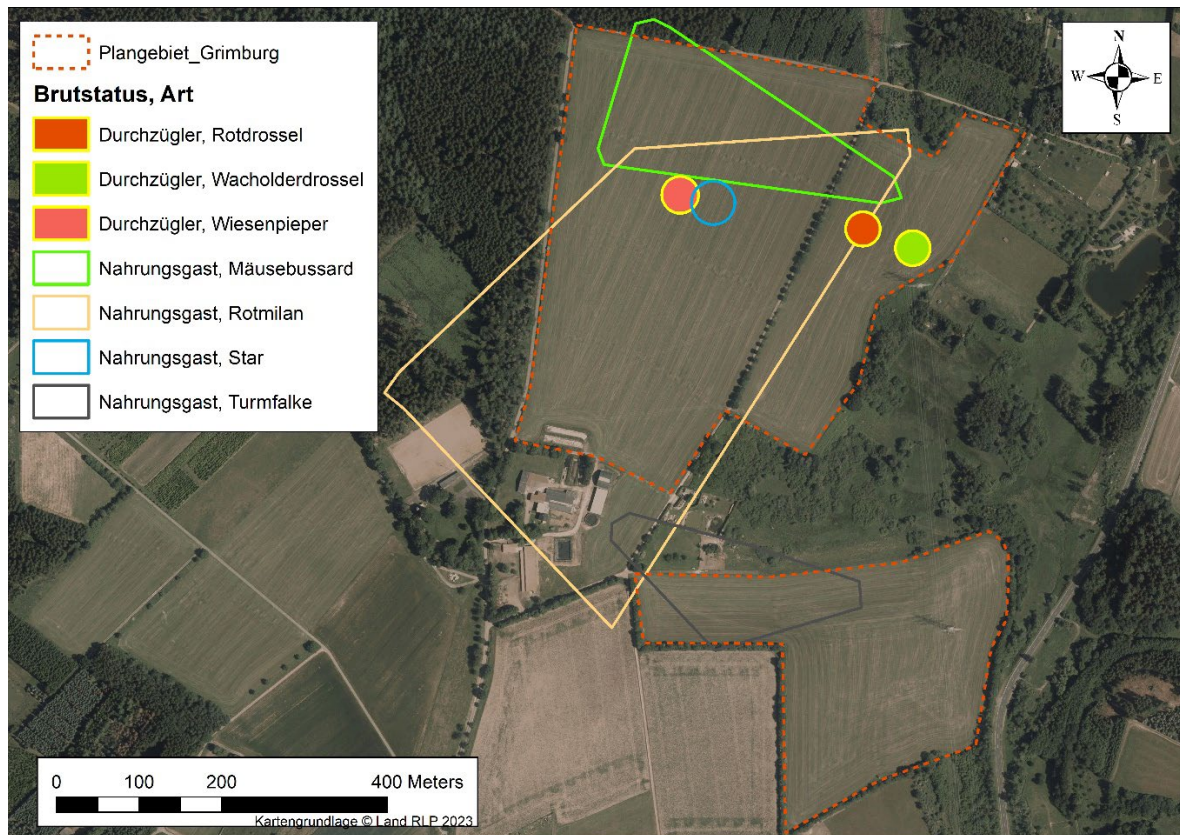 Plangebiet_Grimburg
Brutstatus, Art
Durchzügler, Rotdrossel
Durchzügler, Wacholderdrossel
Durchzügler, Wiesenpieper
Nahrungsgast, Mäusebussard
Nahrungsgast, Rotmilan
Nahrungsgast, Star
Nahrungsgast, Turmfalke
N
W E
S
0 100 200 400 Meters
Kartengrundlage © Land RLP 2023